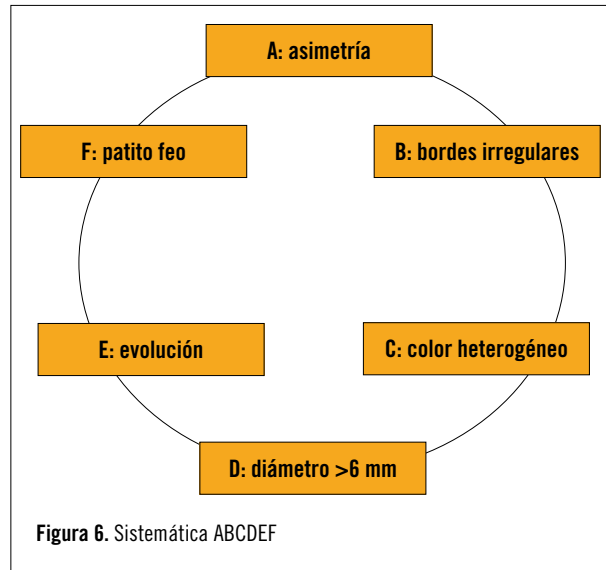 A: asimetría
F: patito feo
B: bordes irregulares
E: evolución
C: color heterogéneo
D: diámetro >6 mm
Figura 6. Sistemática ABCDEF